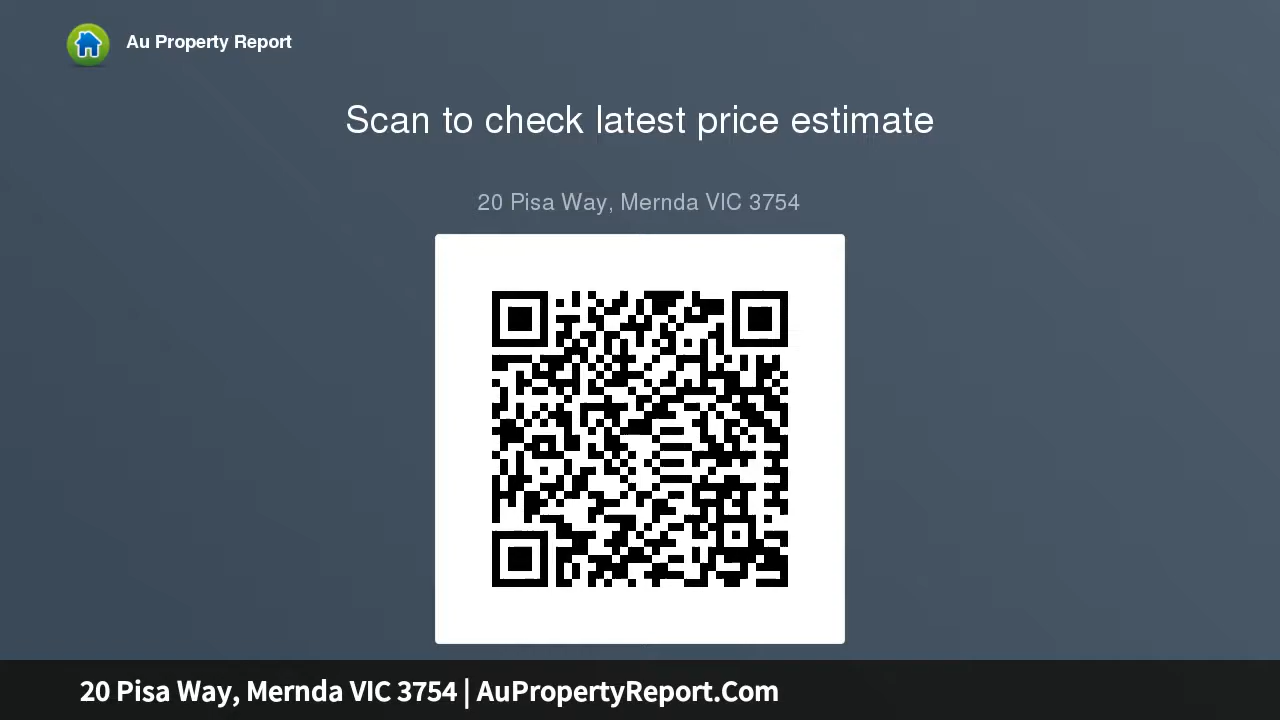 Au Property Report
Scan to check latest price estimate
20 Pisa Way, Mernda VIC 3754
20 Pisa Way, Mernda VIC 3754 | AuPropertyReport.Com